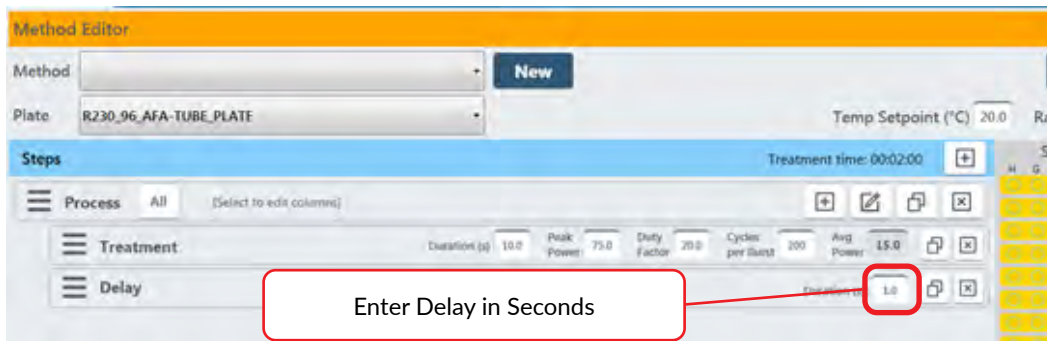 Method Editor
Method New
Plate R230_96_AFA-TUBE_PLATE Temp Setpoint (°C) 20.0 Ra
Steps Treatment time: 00:02:00 S
H G
Process All [Select to edit columns]
Treatment Duration (s) 10.0 Peak Power 75.0 Duty Factor 20.0 Cycles per Burst 200 Avg Power 15.0
Delay Duration 1.0
Enter Delay in Seconds